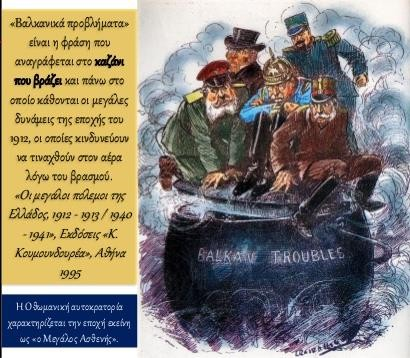 «Βαλκανικά προβλήματα»
είναι η φράση που
αναγράφεται στο καζάνι
που βράζει και πάνω στο
οποίο κάθονται οι μεγάλες
δυνάμεις της εποχής του
1912, οι οποίες κινδυνεύουν
να τιναχθούν στον αέρα
λόγω του βρασμού.
«Οι μεγάλοι πόλεμοι της
Ελλάδος, 1912 - 1913 / 1940
- 1941», Εκδόσεις «Κ.
Κουμουνδουρέα», Αθήνα
1995
Η Οθωμανική αυτοκρατορία
χαρακτηρίζεται την εποχή εκείνη
ως «ο Μεγάλος Ασθενής».
BALKAN TROUBLES